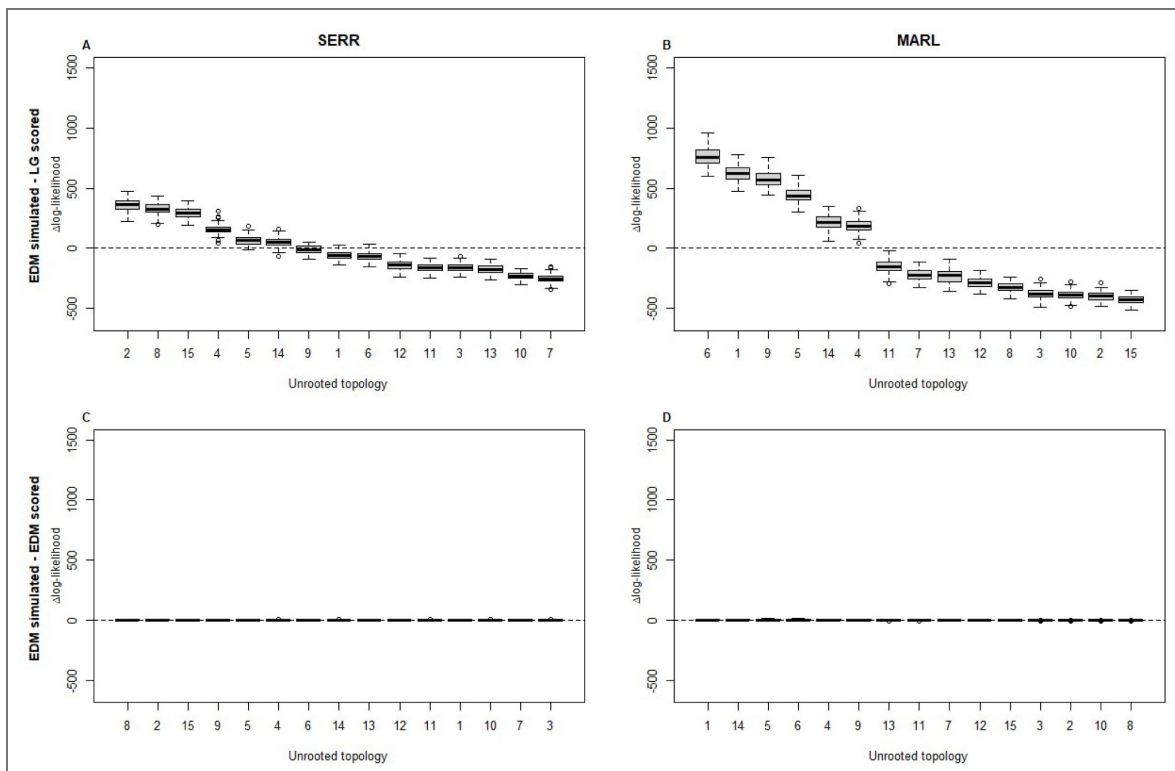 SERR
MARL
A
B
EDM simulated - LG scored
Δlog-likelihood
1500
1000
500
0
-500
2 8 15 4 5 14 9 1 6 12 11 3 13 10 7
Unrooted topology
Δlog-likelihood
1500
1000
500
0
-500
6 1 9 5 14 4 11 7 13 12 8 3 10 2 15
Unrooted topology
C
D
EDM simulated - EDM scored
Δlog-likelihood
1500
1000
500
0
-500
8 2 15 9 5 4 6 14 13 12 11 1 10 7 3
Unrooted topology
Δlog-likelihood
1500
1000
500
0
-500
1 14 5 6 9 4 13 11 7 12 15 3 2 10 8
Unrooted topology